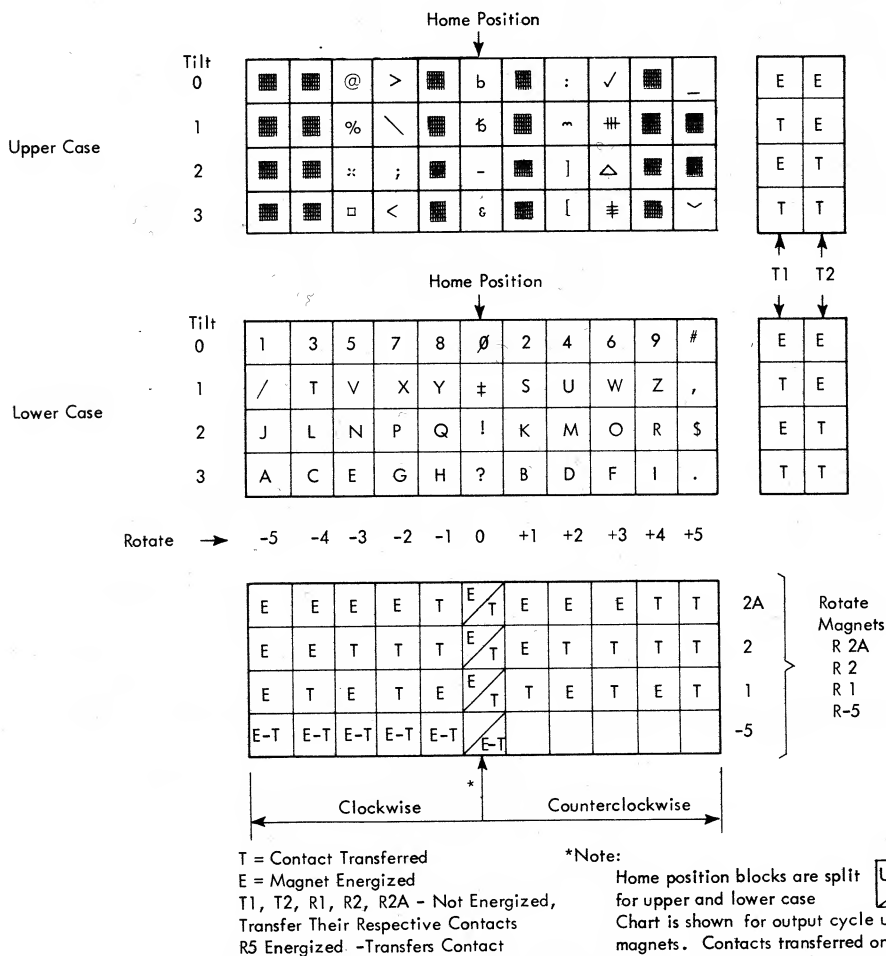 Home Position
Tilt
0 @ > b : ✓ _
Upper Case
1 % \ ƀ ⌢ ⧻
2 ; - ] △
3 ¤ < & [ ⌣
E E
T E
E T
T T
T1 T2
Home Position
Tilt
0 1 3 5 7 8 Ø 2 4 6 9 # E E
Lower Case
1 / T V X Y ‡ S U W Z , T E
2 J L N P Q ! K M O R $ E T
3 A C E G H ? B D F I . T T
Rotate → -5 -4 -3 -2 -1 0 +1 +2 +3 +4 +5
E E E E T E/T E E E T T 2A
E E T T T E/T E T T T T 2
E T E T E E/T T E T E T 1
E-T E-T E-T E-T E-T E-T -5
Rotate
Magnets
R 2A
R 2
R 1
R-5
*
Clockwise Counterclockwise
T = Contact Transferred
E = Magnet Energized
T1, T2, R1, R2, R2A - Not Energized,
Transfer Their Respective Contacts
R5 Energized -Transfers Contact
*Note:
Home position blocks are split
for upper and lower case
Chart is shown for output cycle
magnets. Contacts transferred